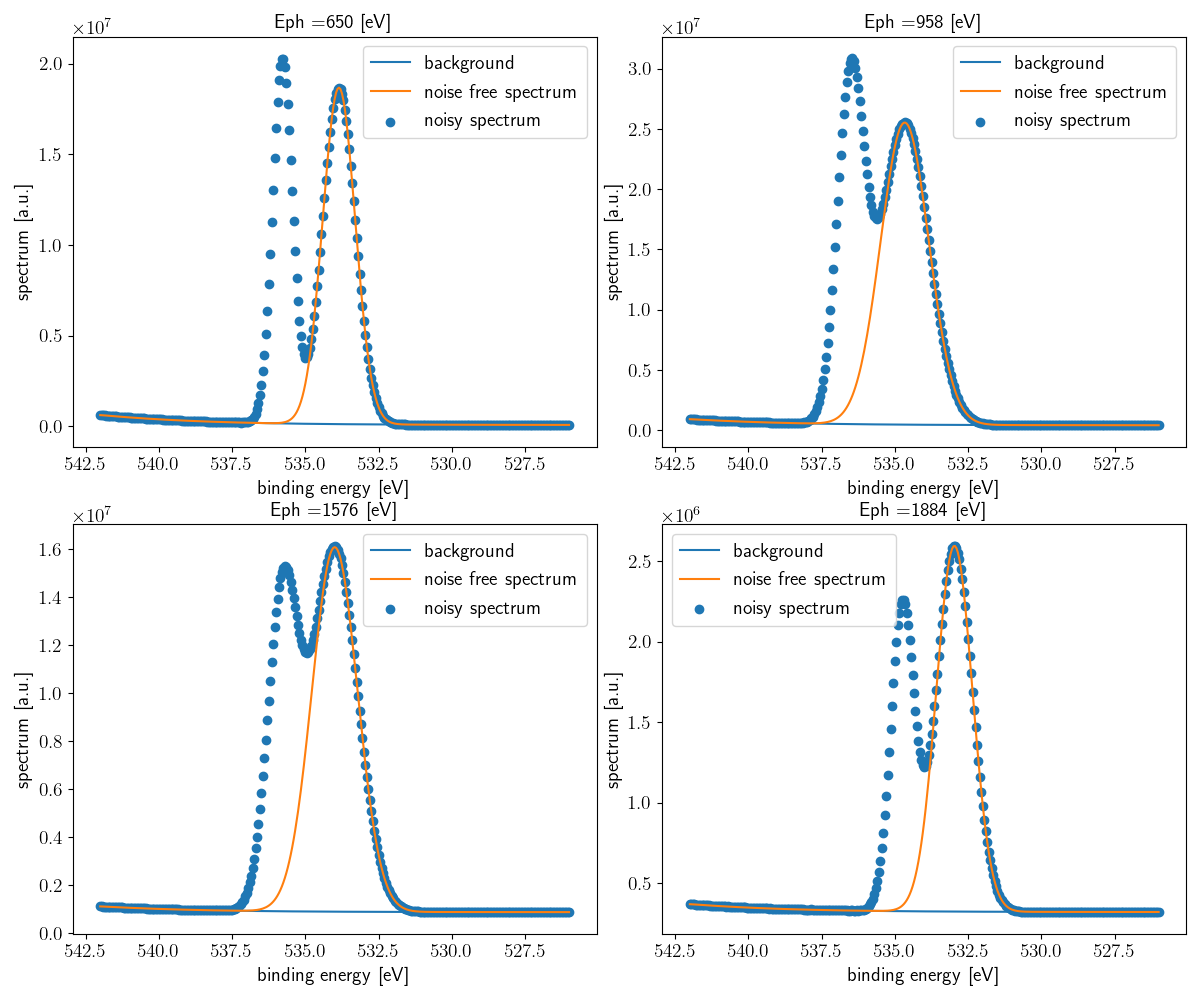 Eph =650 [eV]
×10⁷
background
noise free spectrum
noisy spectrum
2.0
1.5
1.0
0.5
0.0
spectrum [a.u.]
542.5 540.0 537.5 535.0 532.5 530.0 527.5
binding energy [eV]
Eph =958 [eV]
×10⁷
background
noise free spectrum
noisy spectrum
3.0
2.5
2.0
1.5
1.0
0.5
0.0
spectrum [a.u.]
542.5 540.0 537.5 535.0 532.5 530.0 527.5
binding energy [eV]
Eph =1576 [eV]
×10⁷
background
noise free spectrum
noisy spectrum
1.6
1.4
1.2
1.0
0.8
0.6
0.4
0.2
0.0
spectrum [a.u.]
542.5 540.0 537.5 535.0 532.5 530.0 527.5
binding energy [eV]
Eph =1884 [eV]
×10⁶
background
noise free spectrum
noisy spectrum
2.5
2.0
1.5
1.0
0.5
spectrum [a.u.]
542.5 540.0 537.5 535.0 532.5 530.0 527.5
binding energy [eV]